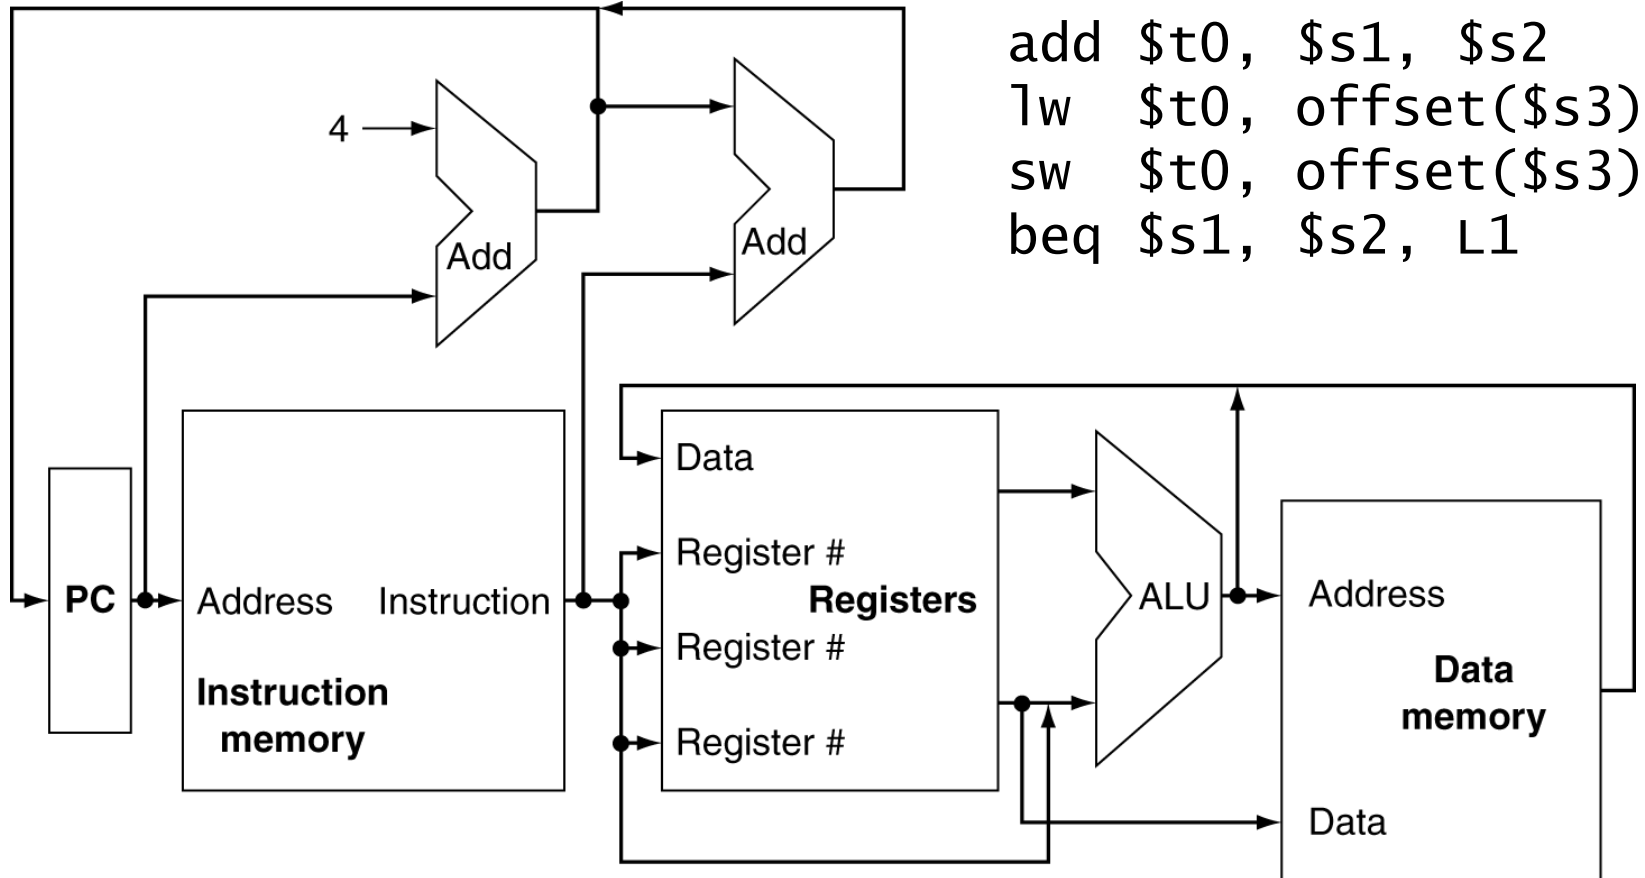 add $t0, $s1, $s2
lw $t0, offset($s3)
sw $t0, offset($s3)
beq $s1, $s2, L1
4
Add
Add
Data
Register #
PC
Address
Instruction
Registers
ALU
Address
Register #
Data
memory
Instruction
memory
Register #
Data